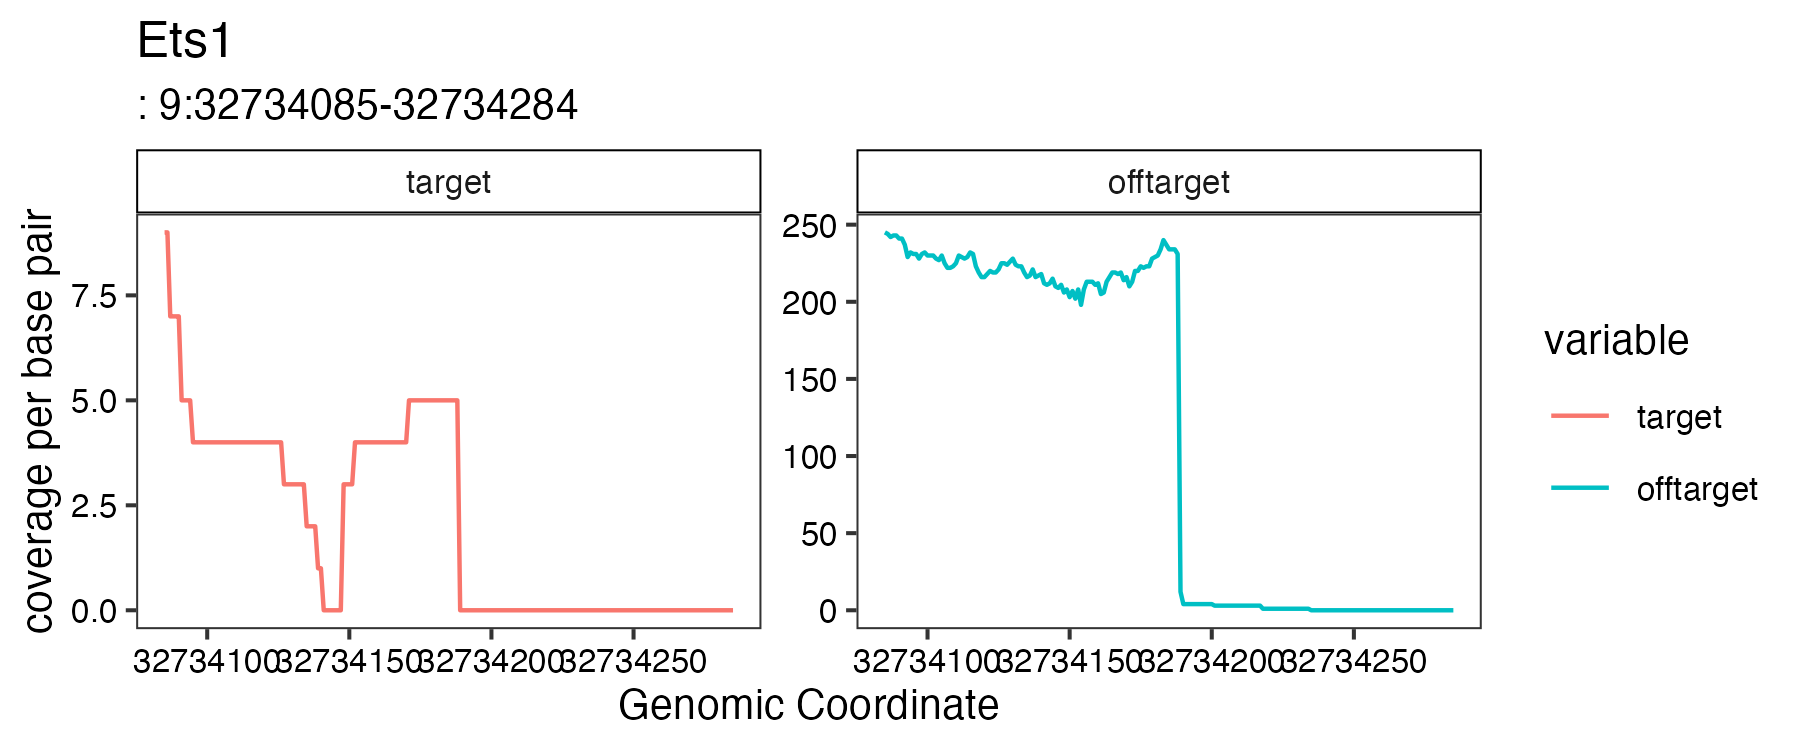 Ets1
: 9:32734085-32734284
target
offtarget
coverage per base pair
7.5
5.0
2.5
0.0
250
200
150
100
50
0
32734100 32734150 32734200 32734250
32734100 32734150 32734200 32734250
Genomic Coordinate
variable
target
offtarget